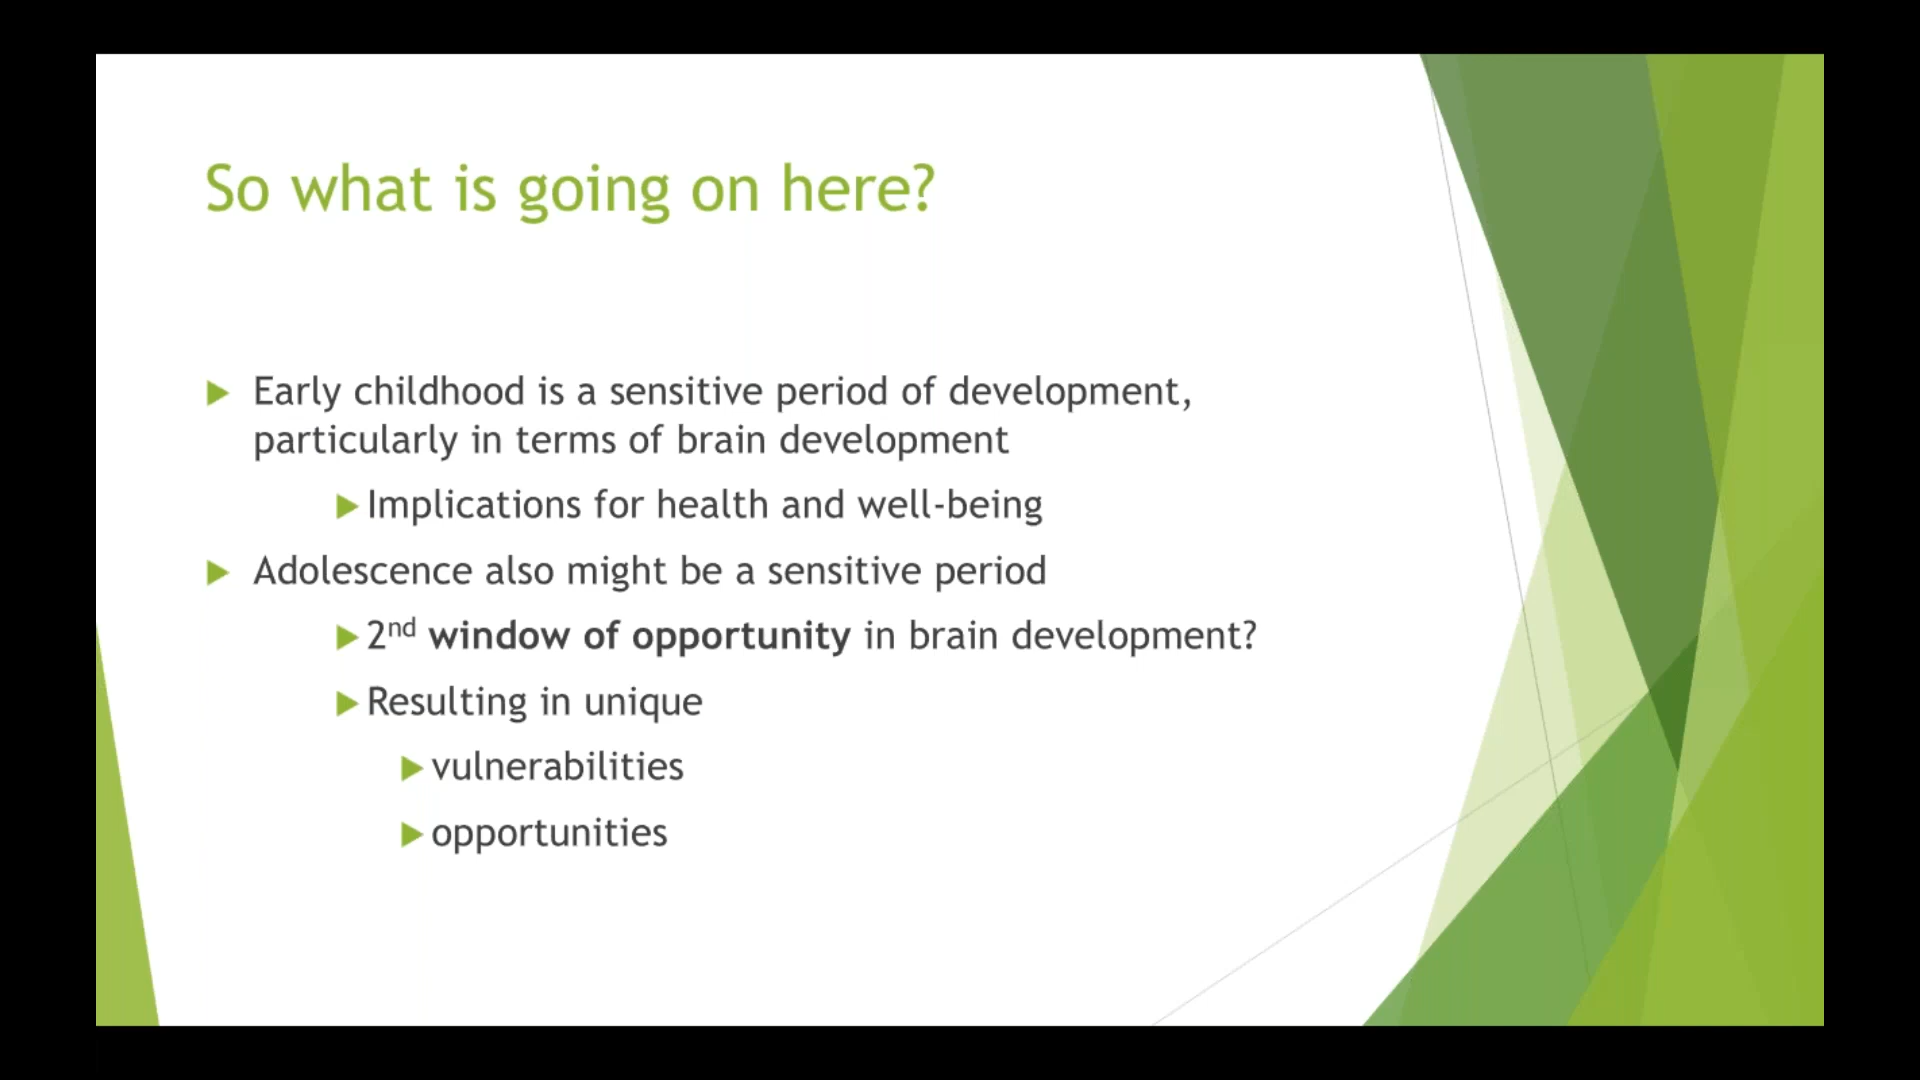 So what is going on here?
Early childhood is a sensitive period of development,
particularly in terms of brain development
Implications for health and well-being
Adolescence also might be a sensitive period
2nd window of opportunity in brain development?
Resulting in unique
vulnerabilities
opportunities